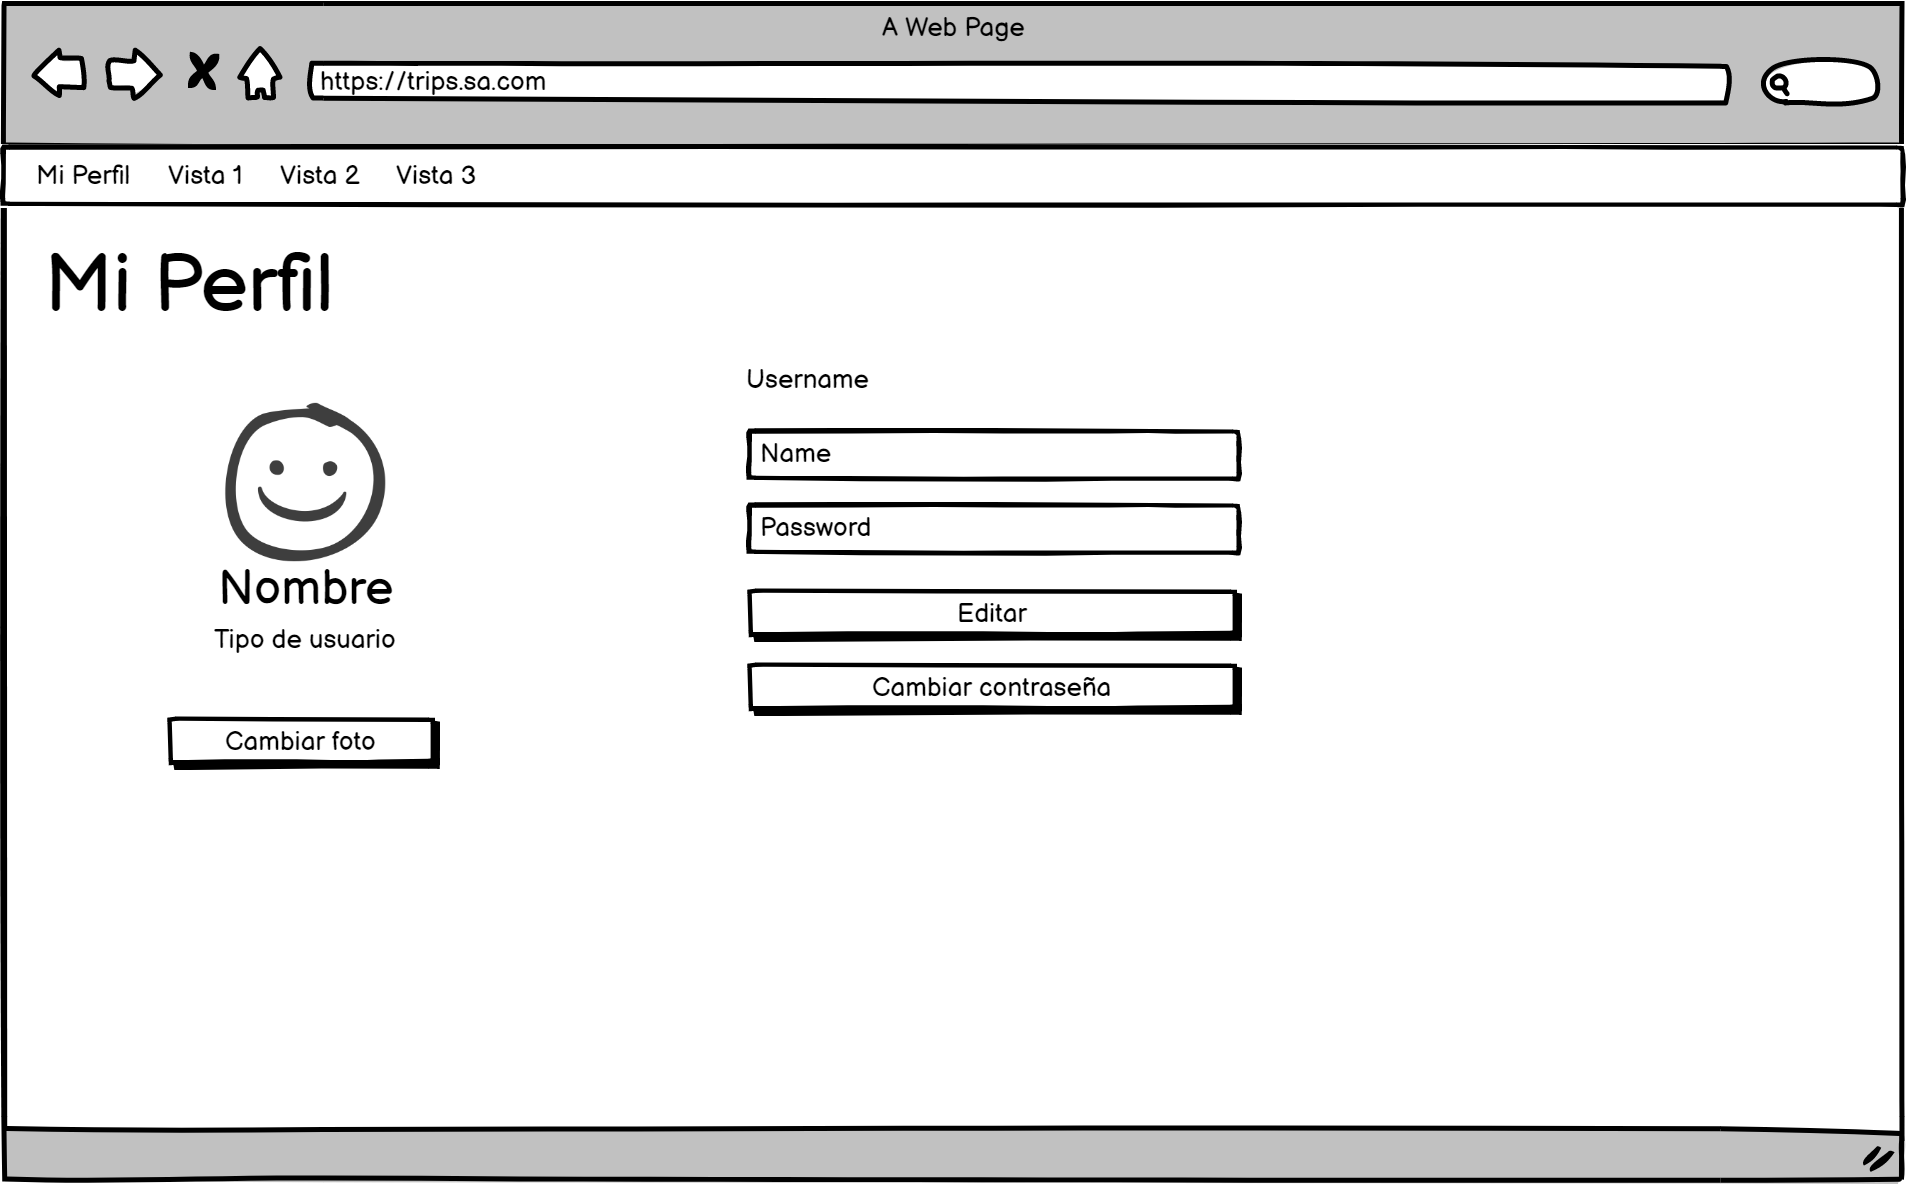 A Web Page
https://trips.sa.com
Mi Perfil Vista 1 Vista 2 Vista 3
Mi Perfil
Nombre
Tipo de usuario
Cambiar foto
Username
Name
Password
Editar
Cambiar contraseña